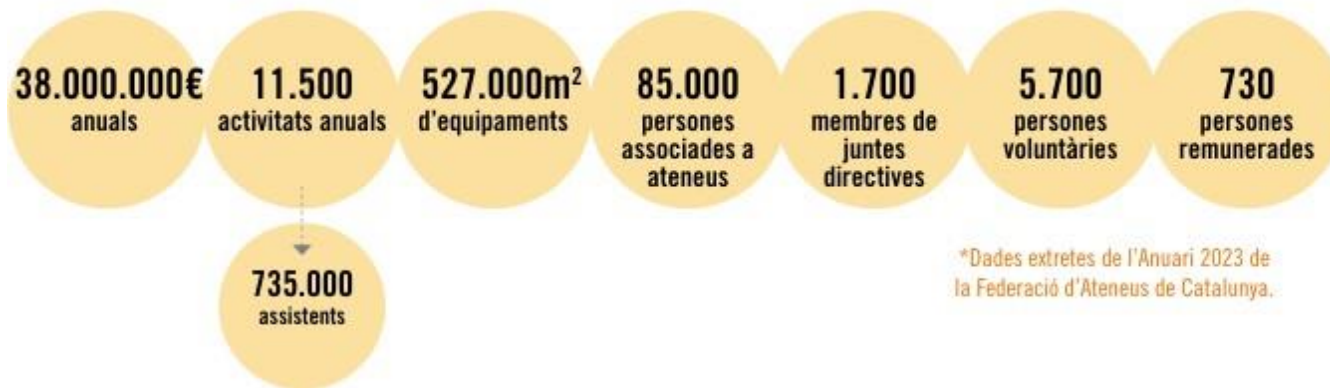 38.000.000€
anuals
11.500
activitats anuals
527.000m²
d'equipaments
85.000
persones
associades a
ateneus
1.700
membres de
juntes
directives
5.700
persones
voluntàries
730
persones
remunerades
735.000
assistents
*Dades extretes de l'Anuari 2023 de
la Federació d'Ateneus de Catalunya.